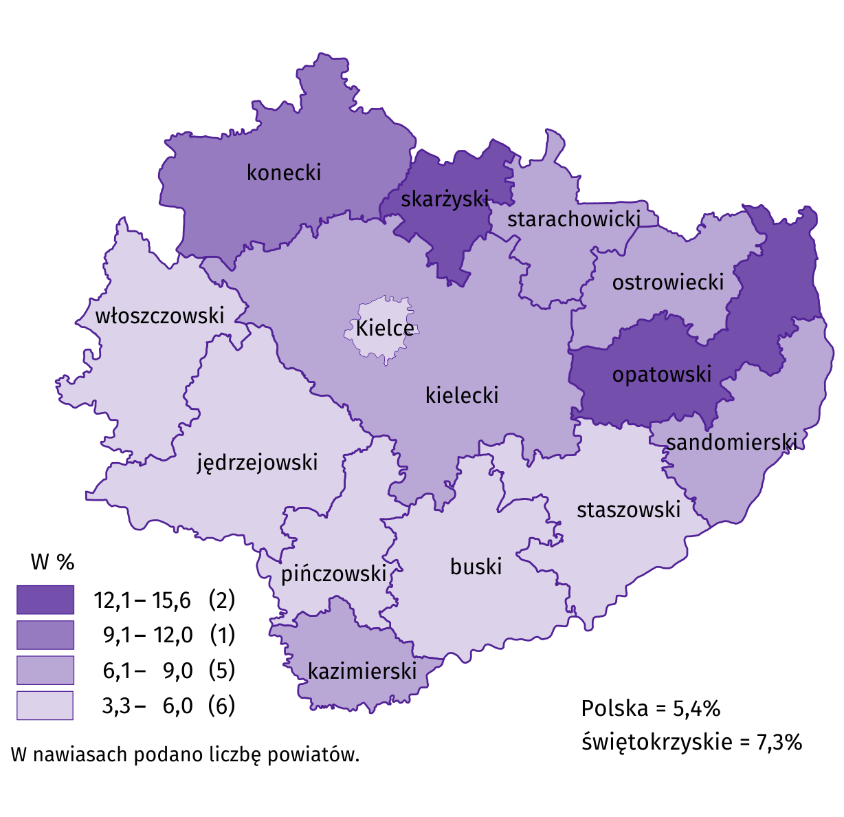 konecki
skarżyski
starachowicki
ostrowiecki
włoszczowski
Kielce
opatowski
kielecki
sandomierski
jędrzejowski
staszowski
buski
pińczowski
kazimierski
W %
12,1 – 15,6 (2)
9,1 – 12,0 (1)
6,1 – 9,0 (5)
3,3 – 6,0 (6)
Polska = 5,4%
świętokrzyskie = 7,3%
W nawiasach podano liczbę powiatów.